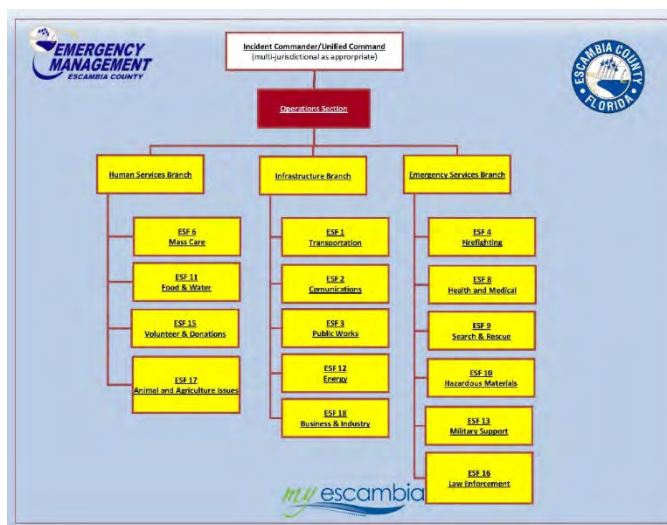 EMERGENCY
MANAGEMENT
ESCAMBIA COUNTY
Incident Commander/Unified Command
(multi-jurisdictional as apporpriate)
ESCAMBIA COUNTY
FLORIDA
Operations Section
Human Services Branch
Infrastructure Branch
Emergency Services Branch
ESF 6
Mass Care
ESF 11
Food & Water
ESF 15
Volunteer & Donations
ESF 17
Animal and Agriculture Issues
ESF 1
Transportation
ESF 2
Comunications
ESF 3
Public Works
ESF 12
Energy
ESF 18
Business & Industry
ESF 4
Firefighting
ESF 8
Health and Medical
ESF 9
Search & Rescue
ESF 10
Hazardous Materials
ESF 13
Military Support
ESF 16
Law Enforcement
my escambia